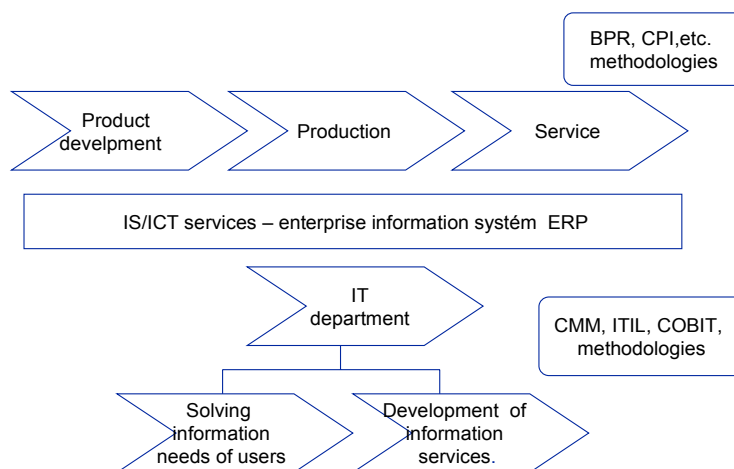 BPR, CPI,etc.
methodologies
Product
develpment
Production
Service
IS/ICT services – enterprise information systém ERP
IT
department
CMM, ITIL, COBIT,
methodologies
Solving
information
needs of users
Development of
information
services.